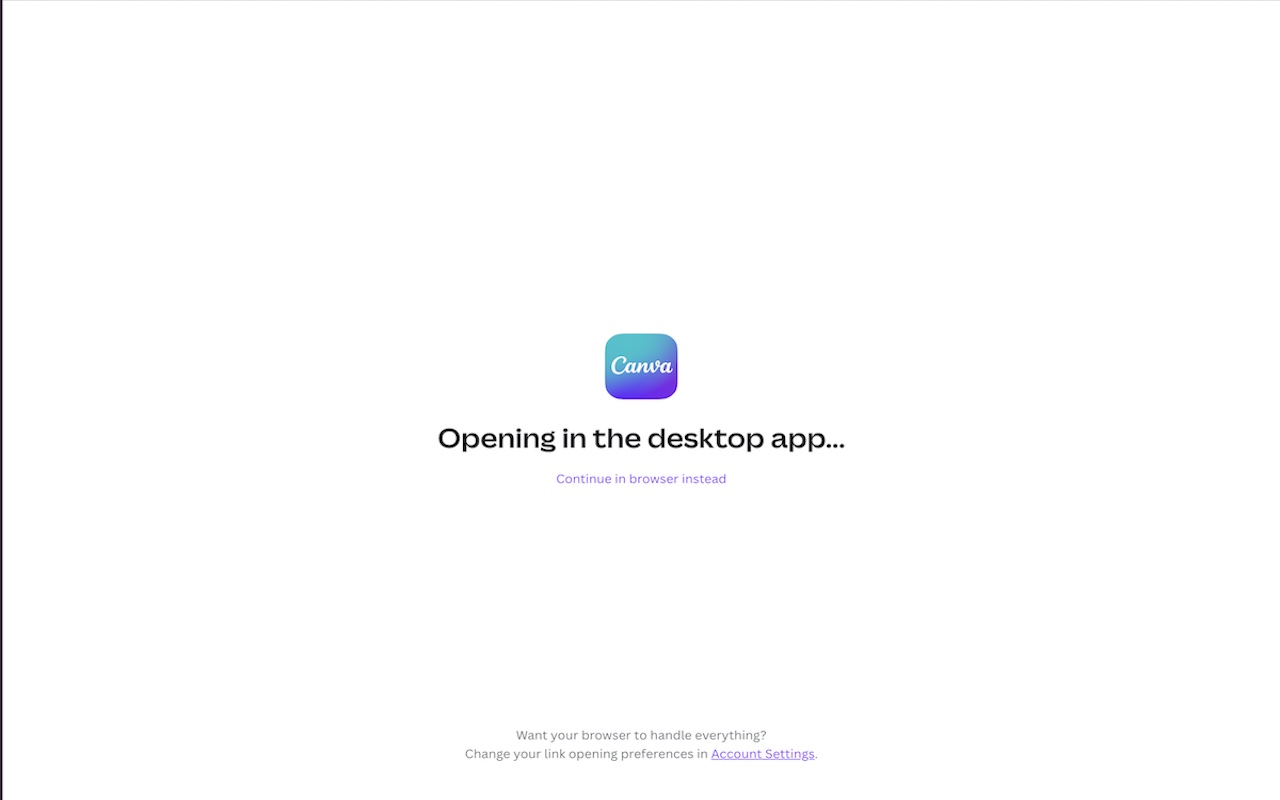 Canva
Opening in the desktop app...
Continue in browser instead
Want your browser to handle everything?
Change your link opening preferences in Account Settings.